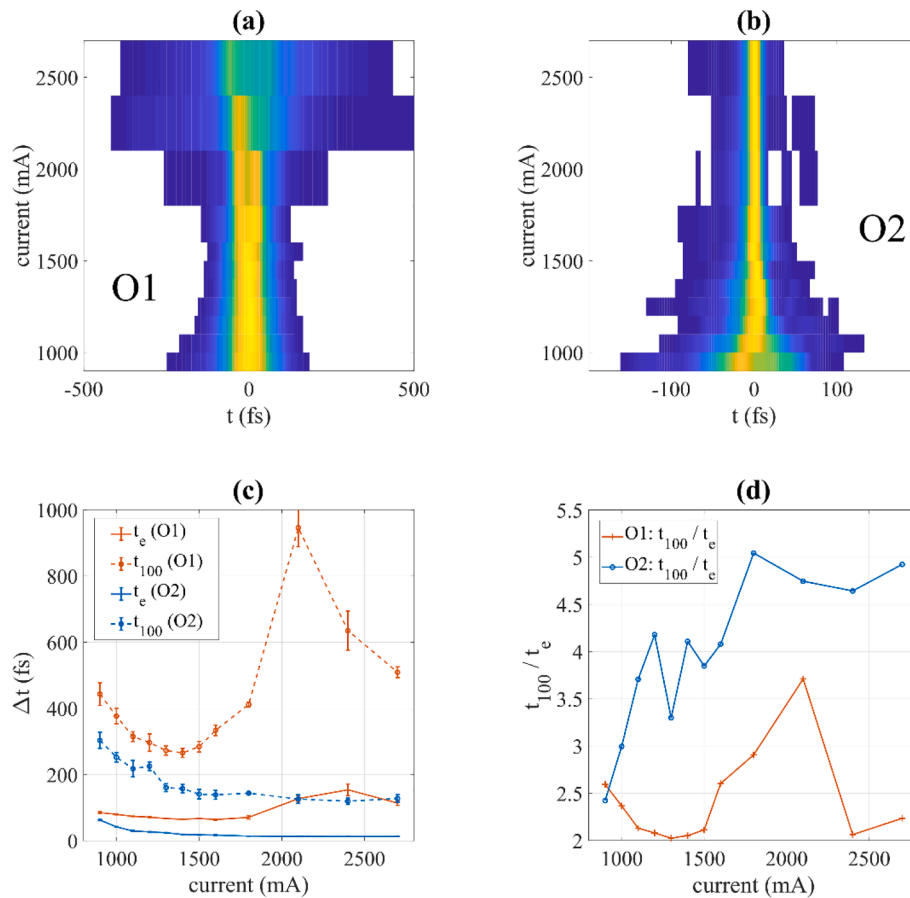 (a)
2500
2000
1500
1000
current (mA)
O1
-500
0
500
t (fs)
(b)
2500
2000
1500
1000
current (mA)
O2
-100
0
100
t (fs)
(c)
1000
800
600
400
200
0
Δt (fs)
t_e (O1)
t_100 (O1)
t_e (O2)
t_100 (O2)
1000
1500
2000
2500
current (mA)
(d)
5.5
5
4.5
4
3.5
3
2.5
2
t_100 / t_e
O1: t_100 / t_e
O2: t_100 / t_e
1000
1500
2000
2500
current (mA)